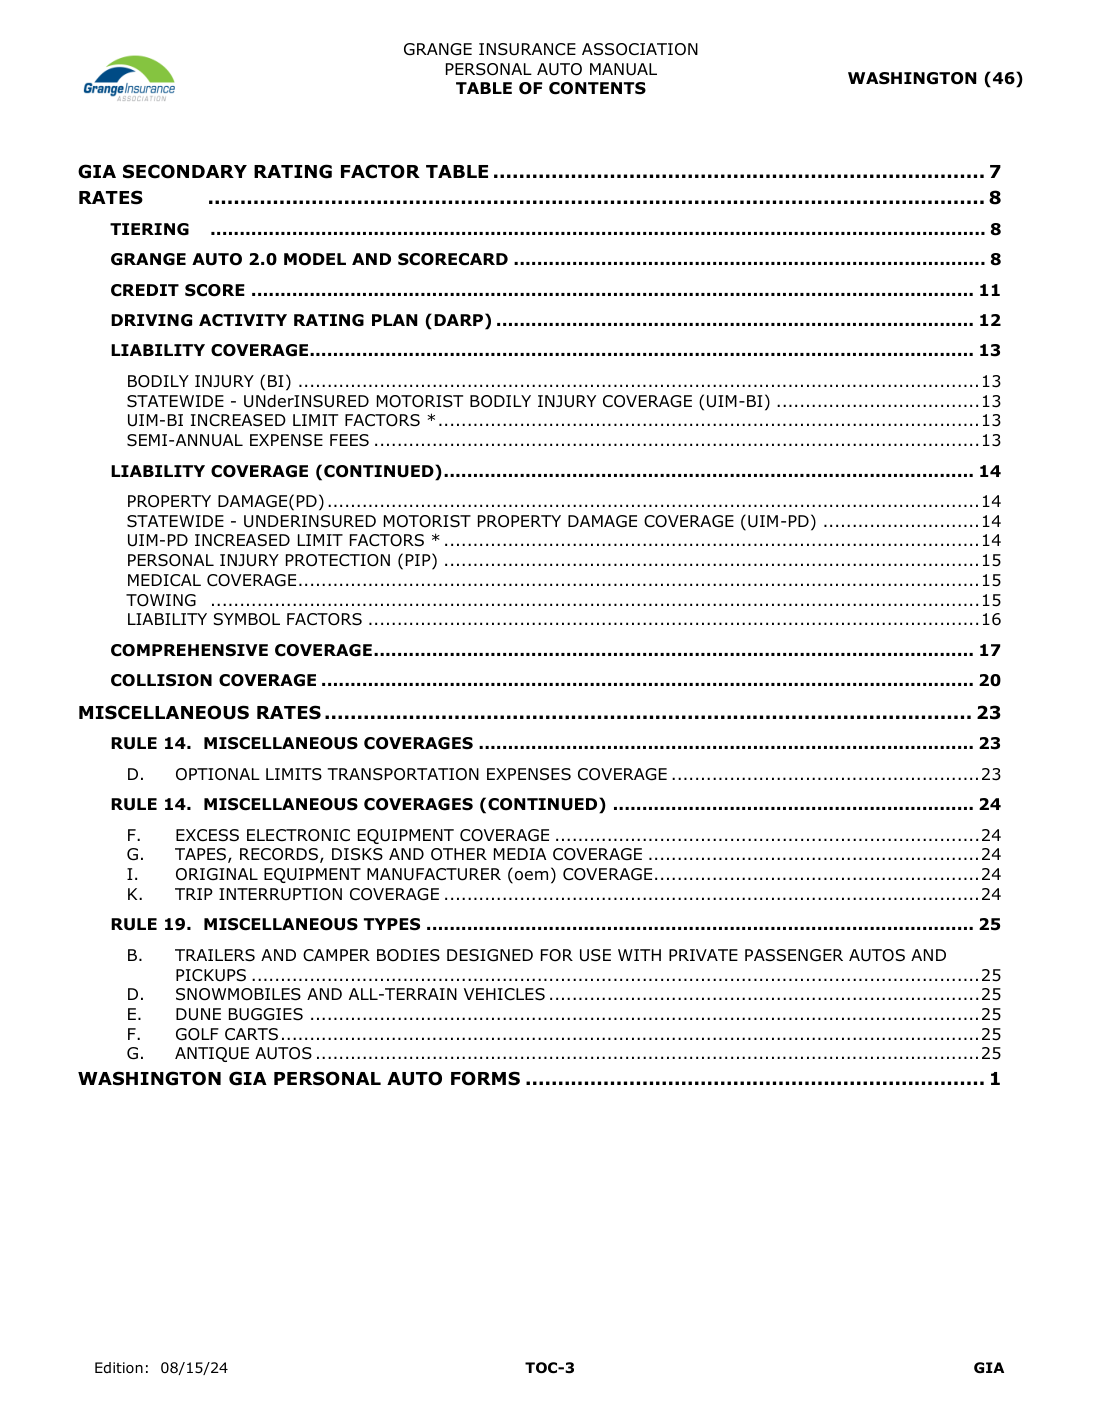 GRANGE INSURANCE ASSOCIATION
PERSONAL AUTO MANUAL
TABLE OF CONTENTS
WASHINGTON (46)
GrangeInsurance
ASSOCIATION
GIA SECONDARY RATING FACTOR TABLE ........ 7
RATES ........ 8
TIERING ........ 8
GRANGE AUTO 2.0 MODEL AND SCORECARD ........ 8
CREDIT SCORE ........ 11
DRIVING ACTIVITY RATING PLAN (DARP) ........ 12
LIABILITY COVERAGE ........ 13
BODILY INJURY (BI) ........ 13
STATEWIDE - UNderINSURED MOTORIST BODILY INJURY COVERAGE (UIM-BI) ........ 13
UIM-BI INCREASED LIMIT FACTORS * ........ 13
SEMI-ANNUAL EXPENSE FEES ........ 13
LIABILITY COVERAGE (CONTINUED) ........ 14
PROPERTY DAMAGE(PD) ........ 14
STATEWIDE - UNDERINSURED MOTORIST PROPERTY DAMAGE COVERAGE (UIM-PD) ........ 14
UIM-PD INCREASED LIMIT FACTORS * ........ 14
PERSONAL INJURY PROTECTION (PIP) ........ 15
MEDICAL COVERAGE ........ 15
TOWING ........ 15
LIABILITY SYMBOL FACTORS ........ 16
COMPREHENSIVE COVERAGE ........ 17
COLLISION COVERAGE ........ 20
MISCELLANEOUS RATES ........ 23
RULE 14. MISCELLANEOUS COVERAGES ........ 23
D. OPTIONAL LIMITS TRANSPORTATION EXPENSES COVERAGE ........ 23
RULE 14. MISCELLANEOUS COVERAGES (CONTINUED) ........ 24
F. EXCESS ELECTRONIC EQUIPMENT COVERAGE ........ 24
G. TAPES, RECORDS, DISKS AND OTHER MEDIA COVERAGE ........ 24
I. ORIGINAL EQUIPMENT MANUFACTURER (oem) COVERAGE ........ 24
K. TRIP INTERRUPTION COVERAGE ........ 24
RULE 19. MISCELLANEOUS TYPES ........ 25
B. TRAILERS AND CAMPER BODIES DESIGNED FOR USE WITH PRIVATE PASSENGER AUTOS AND
PICKUPS ........ 25
D. SNOWMOBILES AND ALL-TERRAIN VEHICLES ........ 25
E. DUNE BUGGIES ........ 25
F. GOLF CARTS ........ 25
G. ANTIQUE AUTOS ........ 25
WASHINGTON GIA PERSONAL AUTO FORMS ........ 1
Edition: 08/15/24
TOC-3
GIA